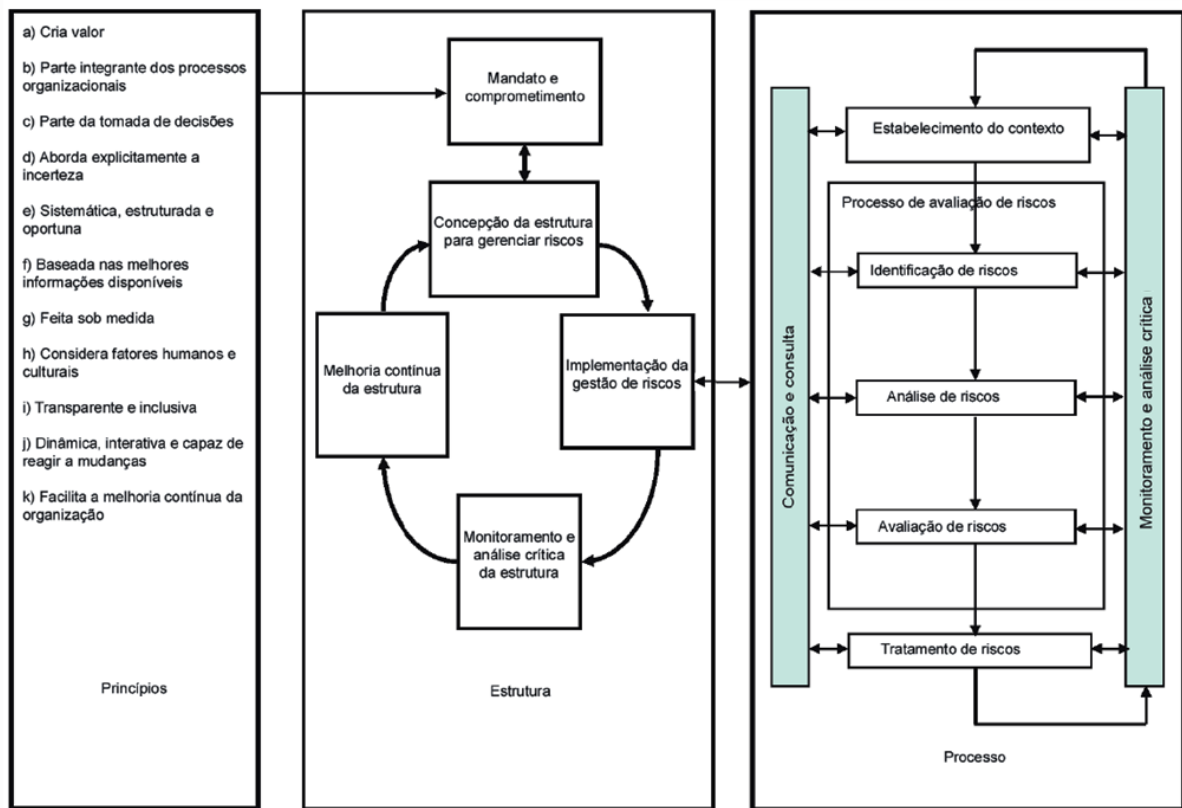 a) Cria valor
b) Parte integrante dos processos
organizacionais
c) Parte da tomada de decisões
d) Aborda explicitamente a
incerteza
e) Sistemática, estruturada e
oportuna
f) Baseada nas melhores
informações disponíveis
g) Feita sob medida
h) Considera fatores humanos e
culturais
i) Transparente e inclusiva
j) Dinâmica, interativa e capaz de
reagir a mudanças
k) Facilita a melhoria contínua da
organização
Princípios
Mandato e
comprometimento
Concepção da estrutura
para gerenciar riscos
Implementação da
gestão de riscos
Melhoria contínua
da estrutura
Monitoramento e
análise crítica
da estrutura
Estrutura
Comunicação e consulta
Estabelecimento do contexto
Processo de avaliação de riscos
Identificação de riscos
Análise de riscos
Avaliação de riscos
Tratamento de riscos
Monitoramento e análise crítica
Processo